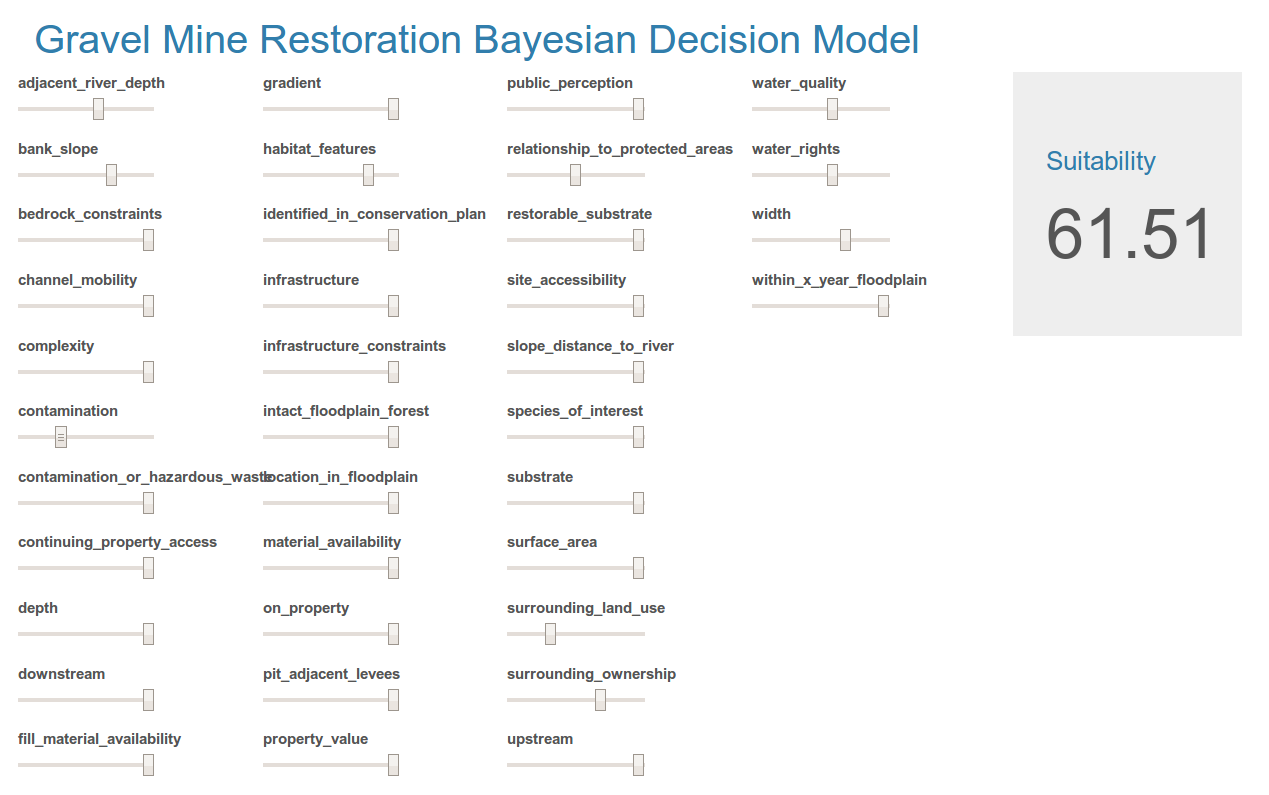 Gravel Mine Restoration Bayesian Decision Model
adjacent_river_depth
bank_slope
bedrock_constraints
channel_mobility
complexity
contamination
contamination_or_hazardous_waste
continuing_property_access
depth
downstream
fill_material_availability
gradient
habitat_features
identified_in_conservation_plan
infrastructure
infrastructure_constraints
intact_floodplain_forest
location_in_floodplain
material_availability
on_property
pit_adjacent_levees
property_value
public_perception
relationship_to_protected_areas
restorable_substrate
site_accessibility
slope_distance_to_river
species_of_interest
substrate
surface_area
surrounding_land_use
surrounding_ownership
upstream
water_quality
water_rights
width
within_x_year_floodplain
Suitability
61.51